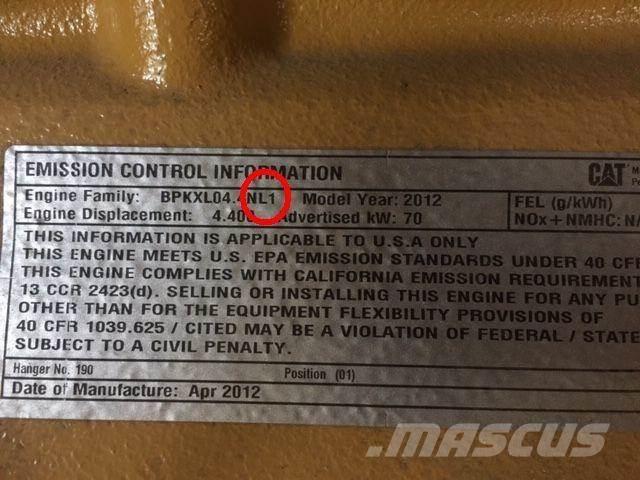 EMISSION CONTROL INFORMATION CAT
Engine Family: BPKXL04.4NL1 Model Year: 2012 FEL (g/kWh)
Engine Displacement: 4.40 Advertised kW: 70 NOx+NMHC:
THIS INFORMATION IS APPLICABLE TO U.S.A ONLY
THIS ENGINE MEETS U.S. EPA EMISSION STANDARDS UNDER 40 CF
THIS ENGINE COMPLIES WITH CALIFORNIA EMISSION REQUIREMENT
13 CCR 2423(d). SELLING OR INSTALLING THIS ENGINE FOR ANY PU
OTHER THAN FOR THE EQUIPMENT FLEXIBILITY PROVISIONS OF
40 CFR 1039.625 / CITED MAY BE A VIOLATION OF FEDERAL / STATE
SUBJECT TO A CIVIL PENALTY.
Hanger No. 190 Position (01)
Date of Manufacture: Apr 2012
MASCUS